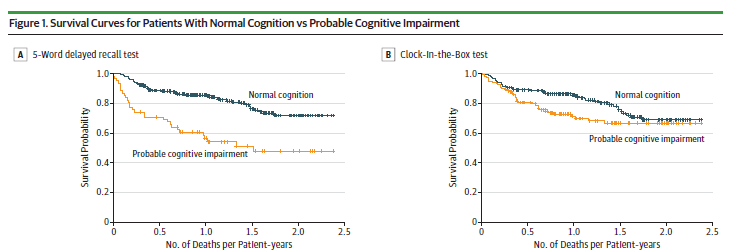 Figure 1. Survival Curves for Patients With Normal Cognition vs Probable Cognitive Impairment
A 5-Word delayed recall test
1.0
0.8
0.6
0.4
0.2
0
Survival Probability
Normal cognition
Probable cognitive impairment
0 0.5 1.0 1.5 2.0 2.5
No. of Deaths per Patient-years
B Clock-in-the-Box test
1.0
0.8
0.6
0.4
0.2
0
Survival Probability
Normal cognition
Probable cognitive impairment
0 0.5 1.0 1.5 2.0 2.5
No. of Deaths per Patient-years